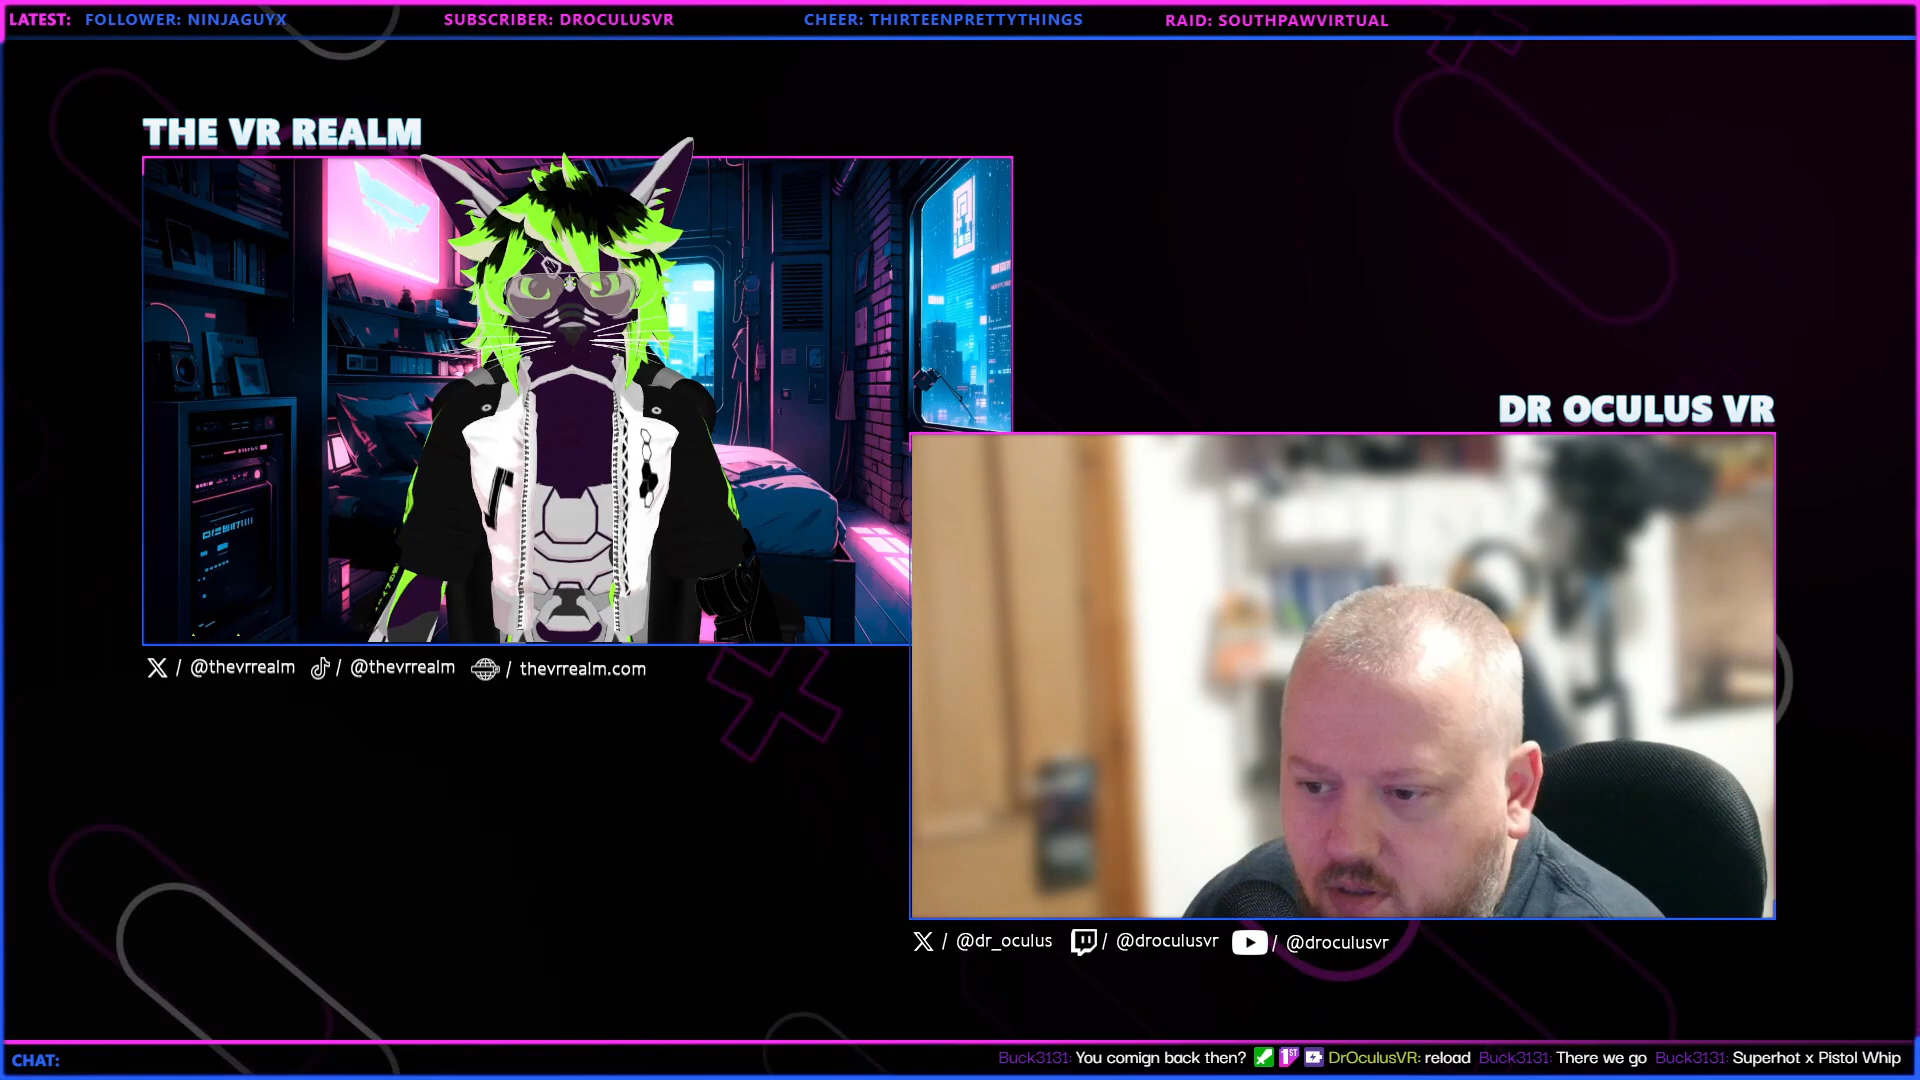 LATEST: FOLLOWER: NINJAGUYX SUBSCRIBER: DROCULUSVR CHEER: THIRTEENPRETTYTHINGS RAID: SOUTHPAWVIRTUAL
THE VR REALM
X / @thevrrealm / @thevrrealm / thevrrealm.com
DR OCULUS VR
X / @dr_oculus / @droculusvr / @droculusvr
CHAT: Buck3131: You comign back then? 1ST DrOculusVR: reload Buck3131: There we go Buck3131: Superhot x Pistol Whip